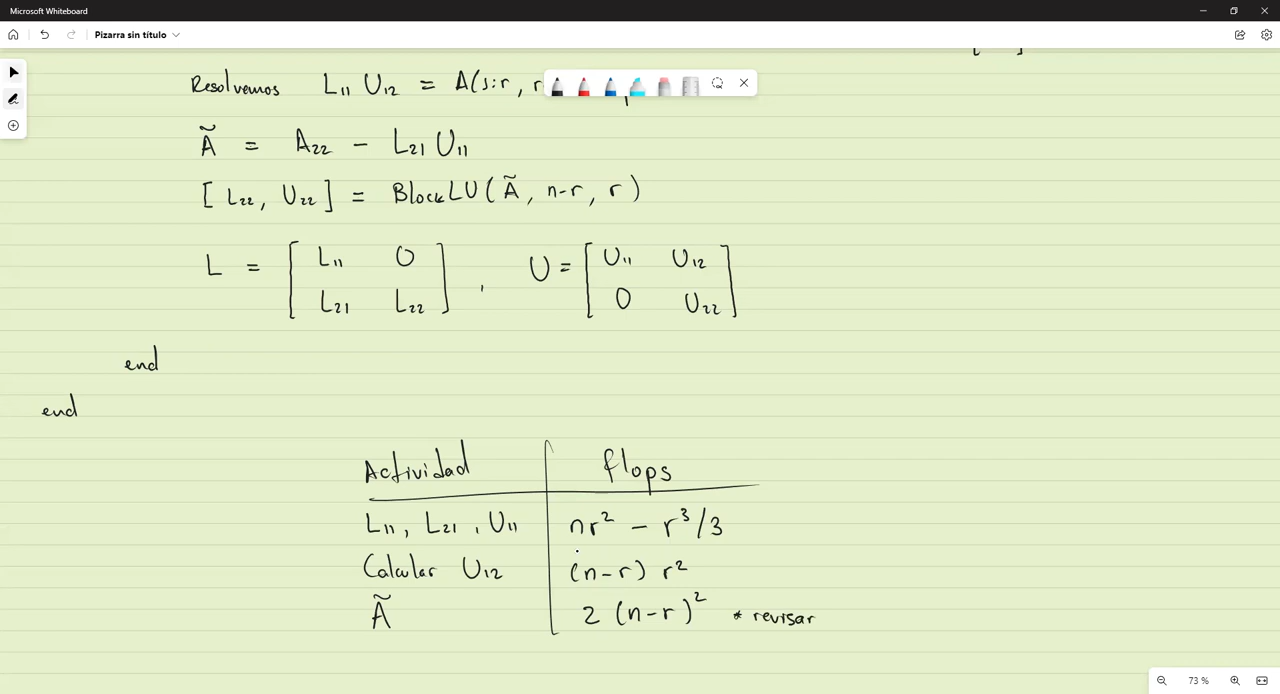 Microsoft Whiteboard
Pizarra sin título
Resolvemos L₁₁ U₁₂ = A(1:r, r
Ã = A₂₂ - L₂₁ U₁₁
[ L₂₂, U₂₂ ] = BlockLU( Ã, n-r, r )
L = [ L₁₁ 0 , U = [ U₁₁ U₁₂
L₂₁ L₂₂ ] 0 U₂₂ ]
end
end
Actividad flops
L₁₁, L₂₁, U₁₁ nr² - r³/3
Calcular U₁₂ (n-r) r²
Ã 2 (n-r)² * revisar
73 %